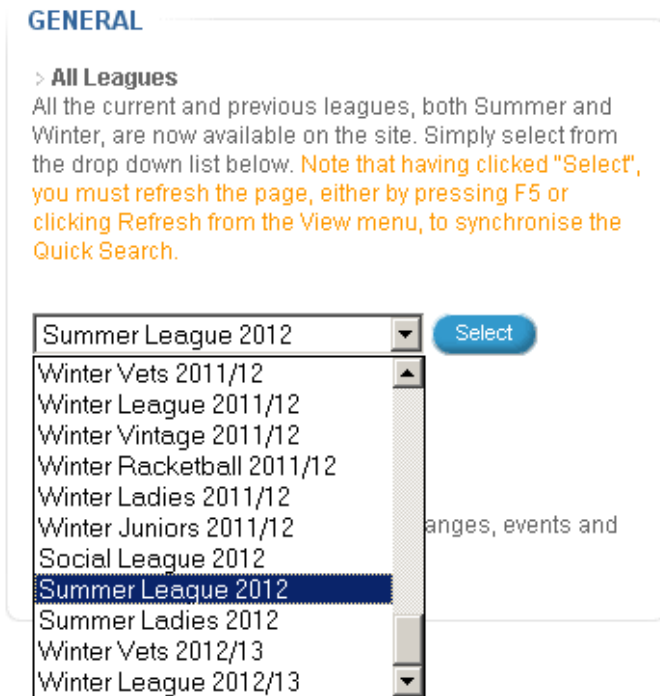 GENERAL
> All Leagues
All the current and previous leagues, both Summer and
Winter, are now available on the site. Simply select from
the drop down list below. Note that having clicked "Select",
you must refresh the page, either by pressing F5 or
clicking Refresh from the View menu, to synchronise the
Quick Search.
Summer League 2012
Select
Winter Vets 2011/12
Winter League 2011/12
Winter Vintage 2011/12
Winter Racketball 2011/12
Winter Ladies 2011/12
Winter Juniors 2011/12
anges, events and
Social League 2012
Summer League 2012
Summer Ladies 2012
Winter Vets 2012/13
Winter League 2012/13